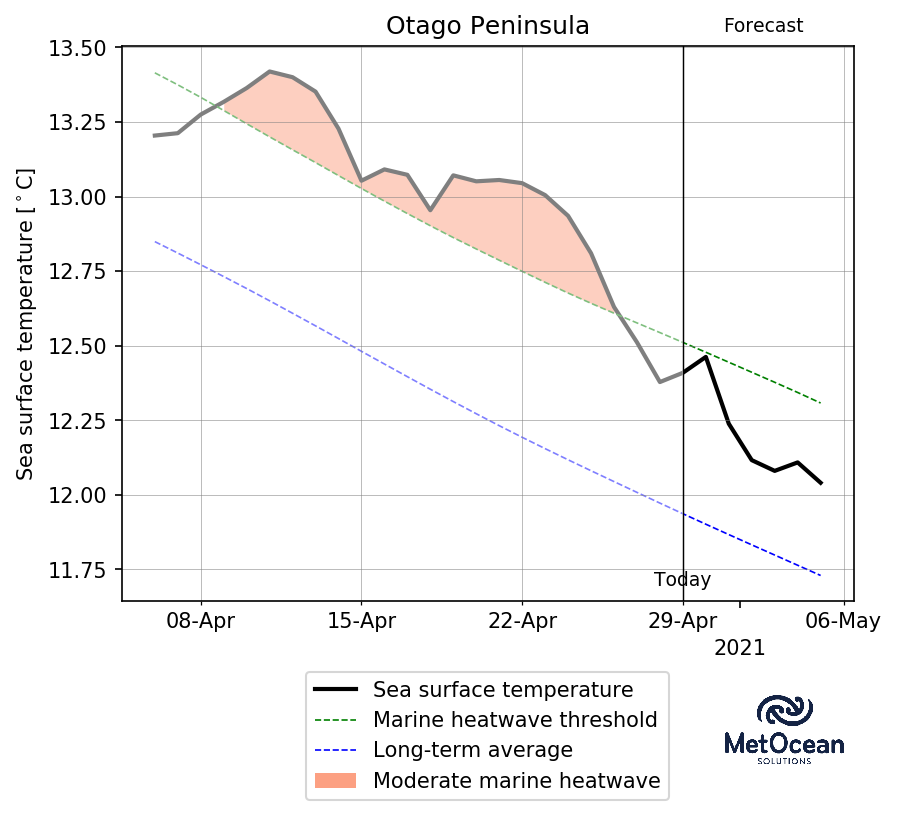 Otago Peninsula
Forecast
Sea surface temperature [°C]
13.50
13.25
13.00
12.75
12.50
12.25
12.00
11.75
Today
08-Apr
15-Apr
22-Apr
29-Apr
06-May
2021
Sea surface temperature
Marine heatwave threshold
Long-term average
Moderate marine heatwave
MetOcean
SOLUTIONS